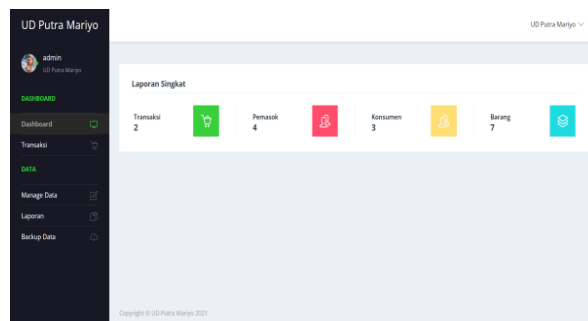 UD Putra Mariyo
UD Putra Mariyo
admin
UD Putra Mariyo
DASHBOARD
Dashboard
Transaksi
DATA
Manage Data
Laporan
Backup Data
Laporan Singkat
Transaksi
2
Pemasok
4
Konsumen
3
Barang
7
Copyright © UD Putra Mariyo 2021